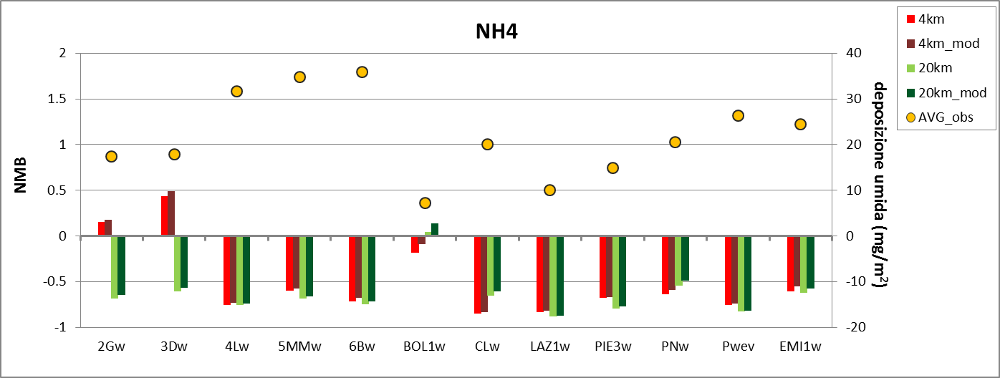 NH4
4km
4km_mod
20km
20km_mod
AVG_obs
NMB
2
1.5
1
0.5
0
-0.5
-1
40
30
20
10
0
-10
-20
deposizione umida (mg/m²)
2Gw 3Dw 4Lw 5MMw 6Bw BOL1w CLw LAZ1w PIE3w PNw Pwev EMI1w